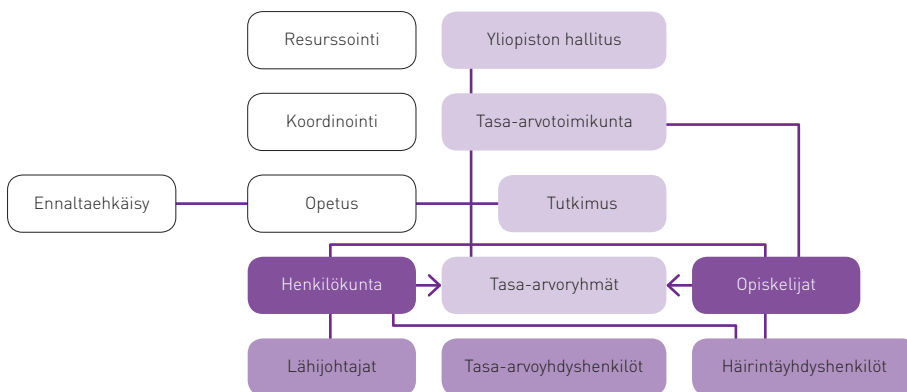 Resurssointi
Yliopiston hallitus
Koordinointi
Tasa-arvotoimikunta
Ennaltaehkäisy
Opetus
Tutkimus
Henkilökunta
Tasa-arvoryhmät
Opiskelijat
Lähijohtajat
Tasa-arvoyhdyshenkilöt
Häirintäyhdyshenkilöt